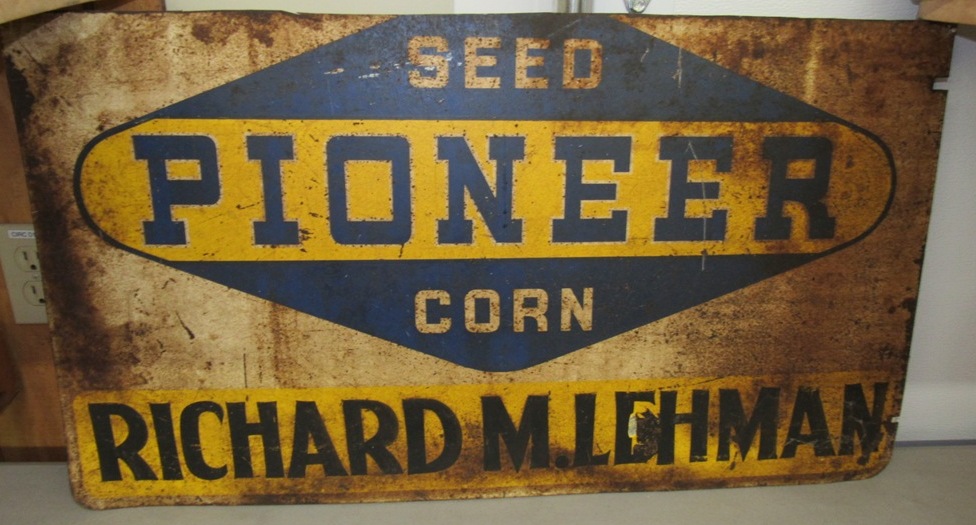 SEED
PIONEER
CORN
RICHARD M. LEHMAN